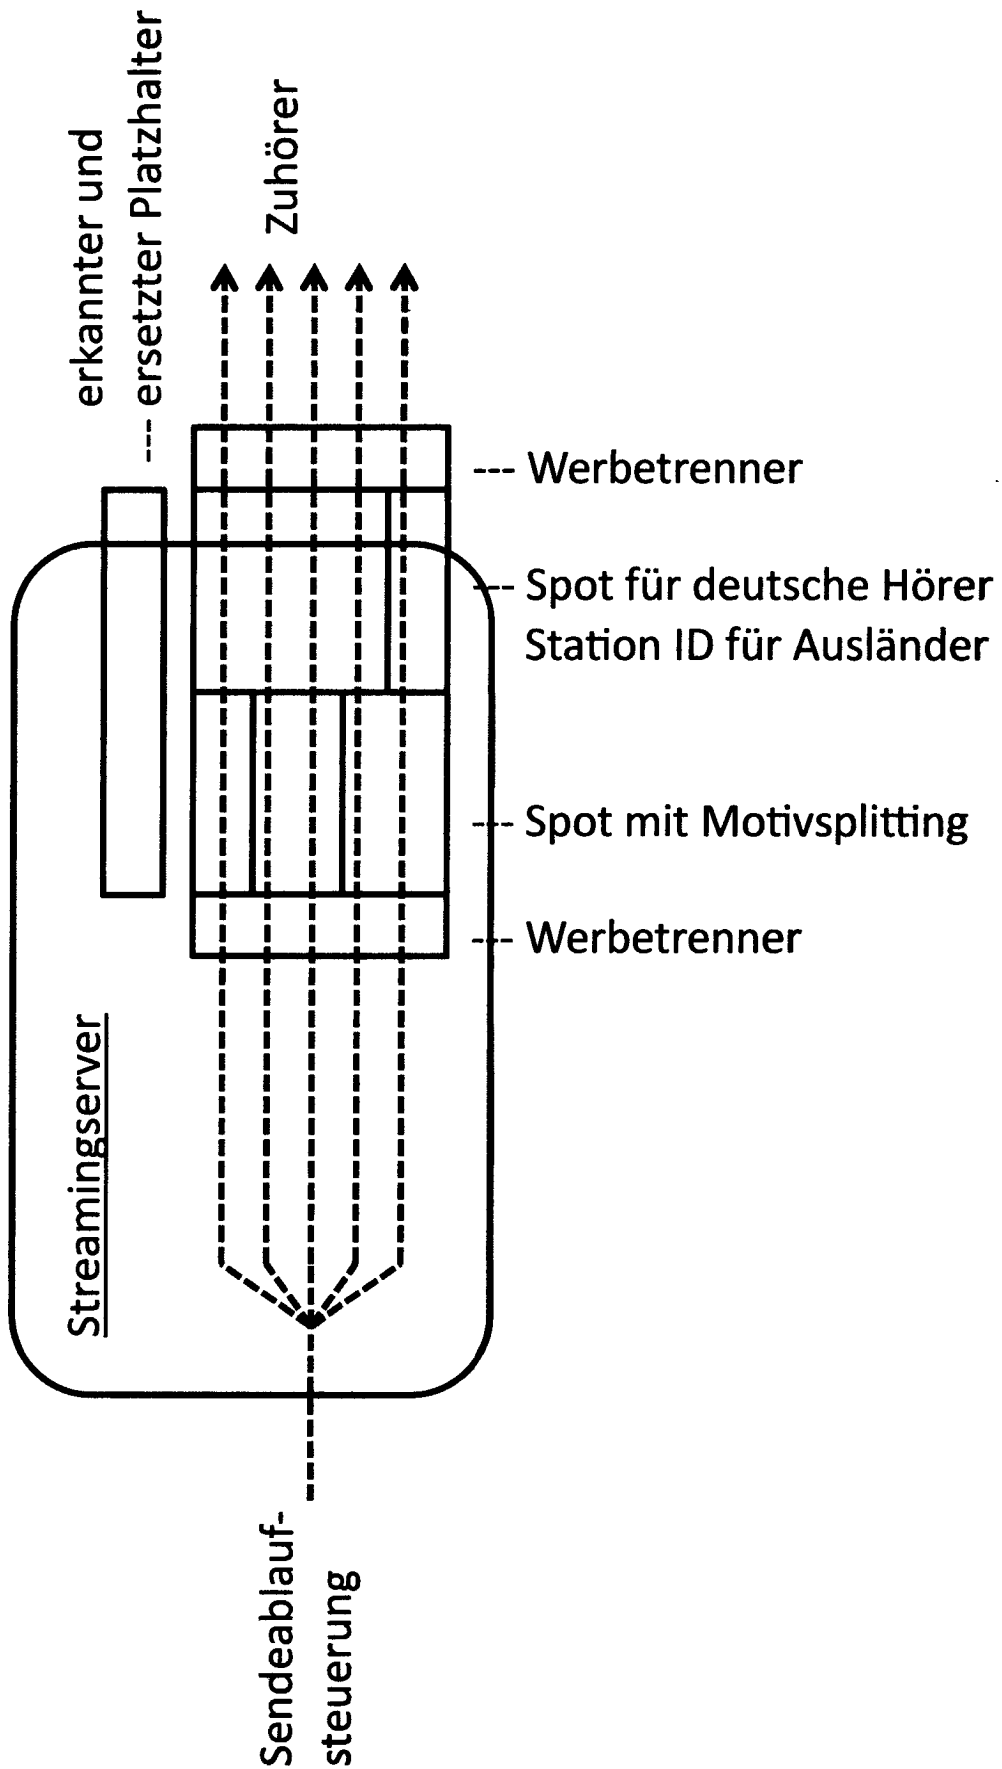 erkannter und
ersetzter Platzhalter
Zuhörer
Werbetrenner
Spot für deutsche Hörer
Station ID für Ausländer
Spot mit Motivsplitting
Werbetrenner
Streamingserver
Sendeablauf-
steuerung